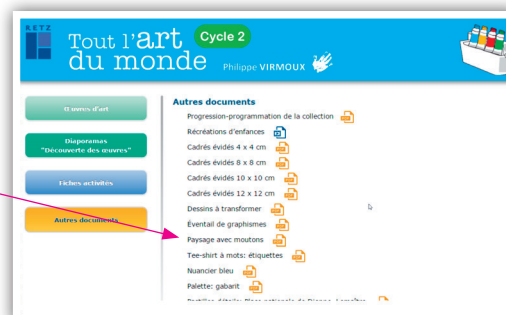 RETZ
Tout l'art
du monde
Cycle 2
Philippe VIRMOUX
Œuvres d'art
Diaporamas
"Découverte des œuvres"
Fiches activités
Autres documents
Autres documents
Progression-programmation de la collection
Récréations d'enfances
Cadrés évidés 4 x 4 cm
Cadrés évidés 8 x 8 cm
Cadrés évidés 10 x 10 cm
Cadrés évidés 12 x 12 cm
Dessins à transformer
Éventail de graphismes
Paysage avec moutons
Tee-shirt à mots: étiquettes
Nuancier bleu
Palette: gabarit